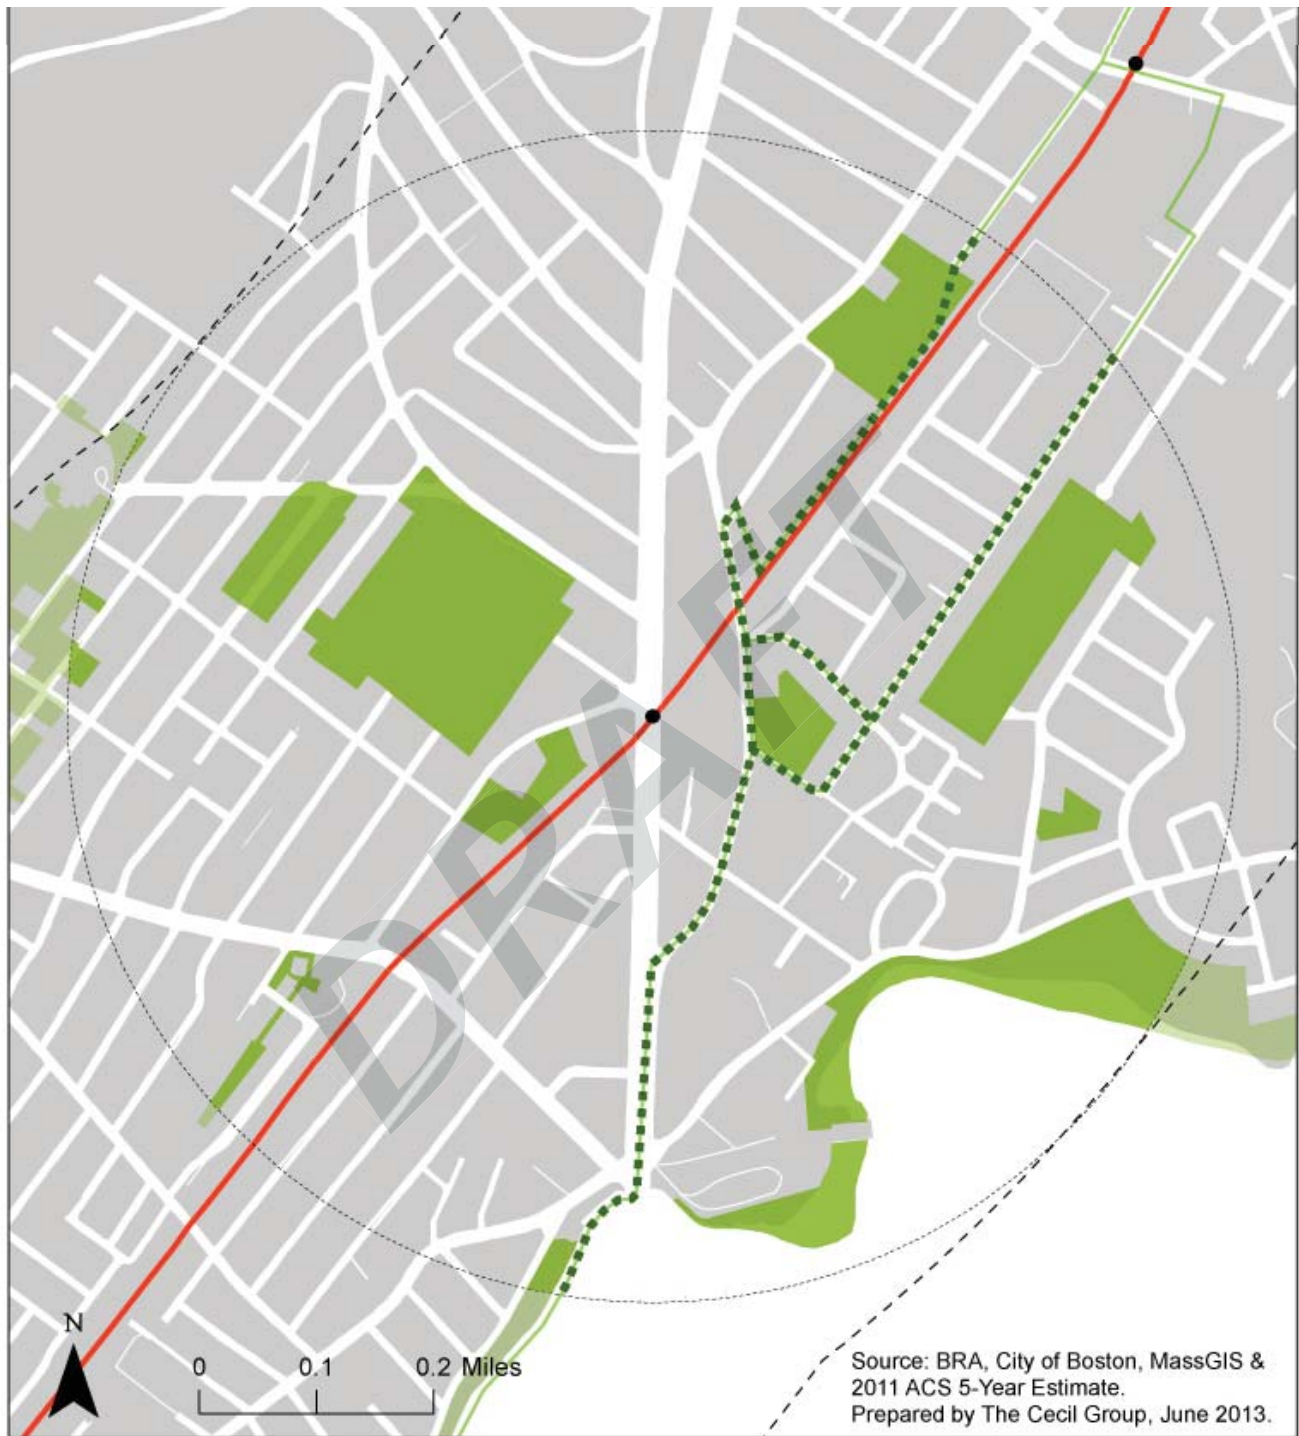 DRAFT
N
0 0.1 0.2 Miles
Source: BRA, City of Boston, MassGIS &
2011 ACS 5-Year Estimate.
Prepared by The Cecil Group, June 2013.